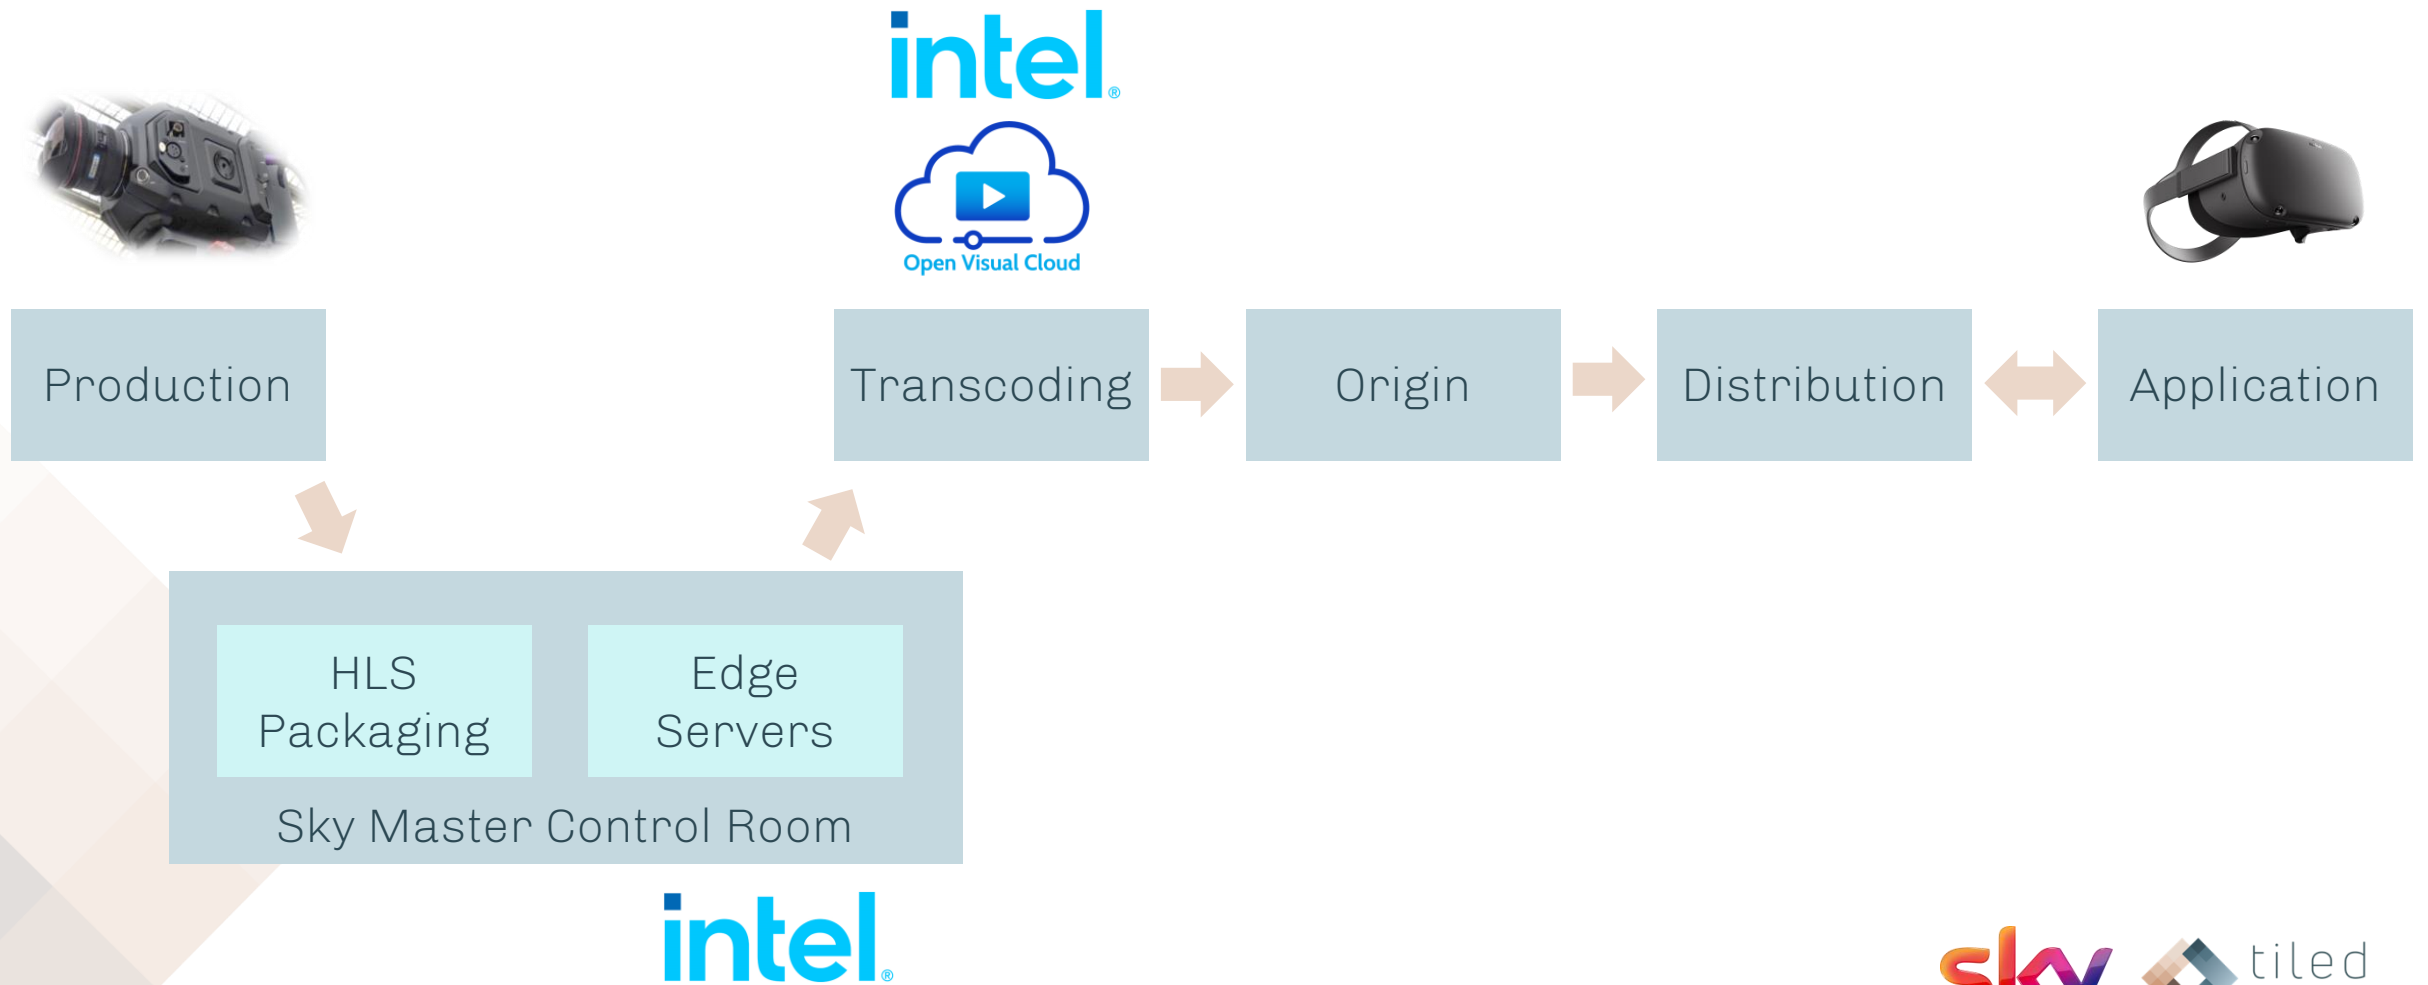 intel®
Open Visual Cloud
Production
Transcoding
Origin
Distribution
Application
HLS
Packaging
Edge
Servers
Sky Master Control Room
intel®
sky
tiled